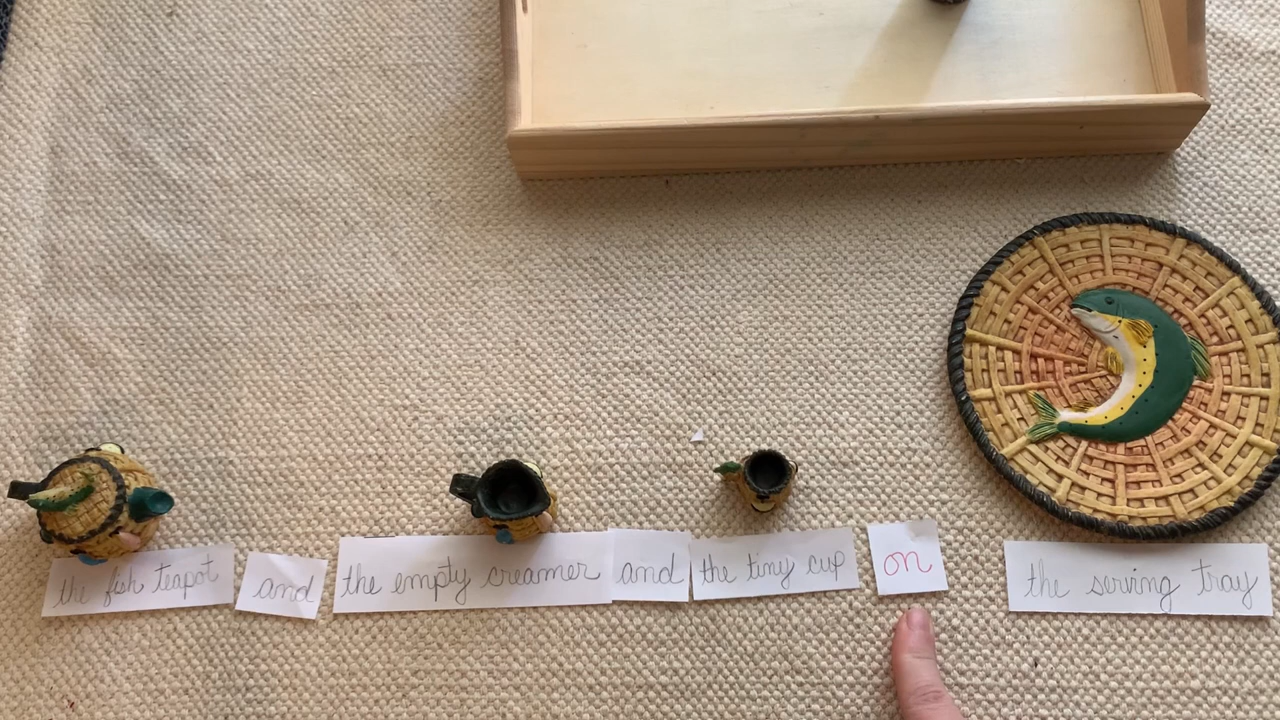 the fish teapot and the empty creamer and the tiny cup on the serving tray